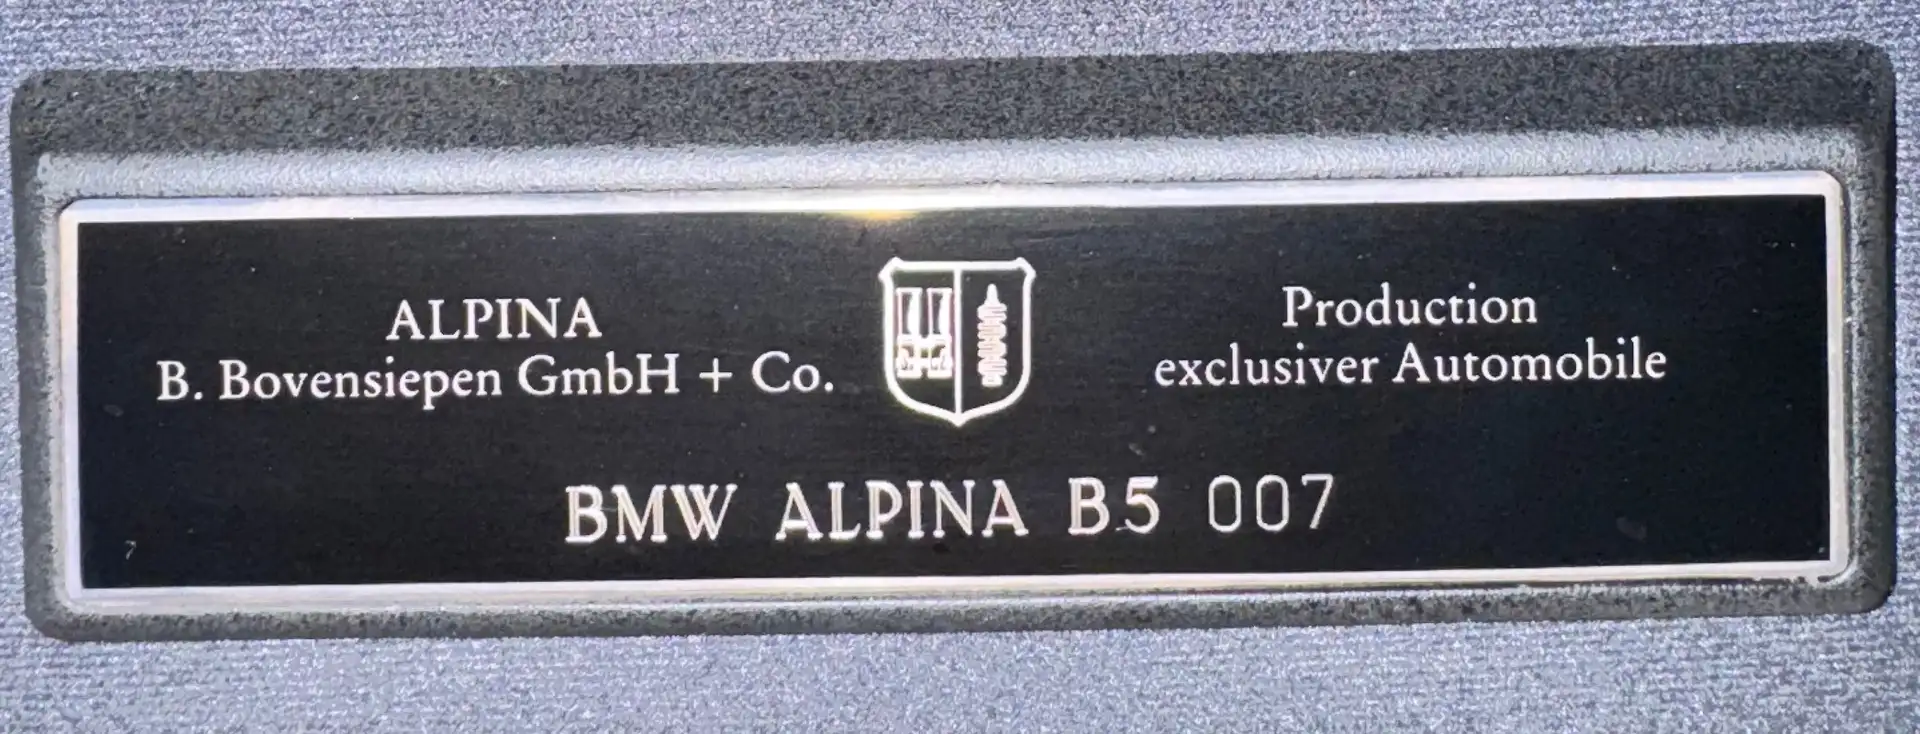 ALPINA
B. Bovensiepen GmbH + Co.
Production
exclusiver Automobile
BMW ALPINA B5 007